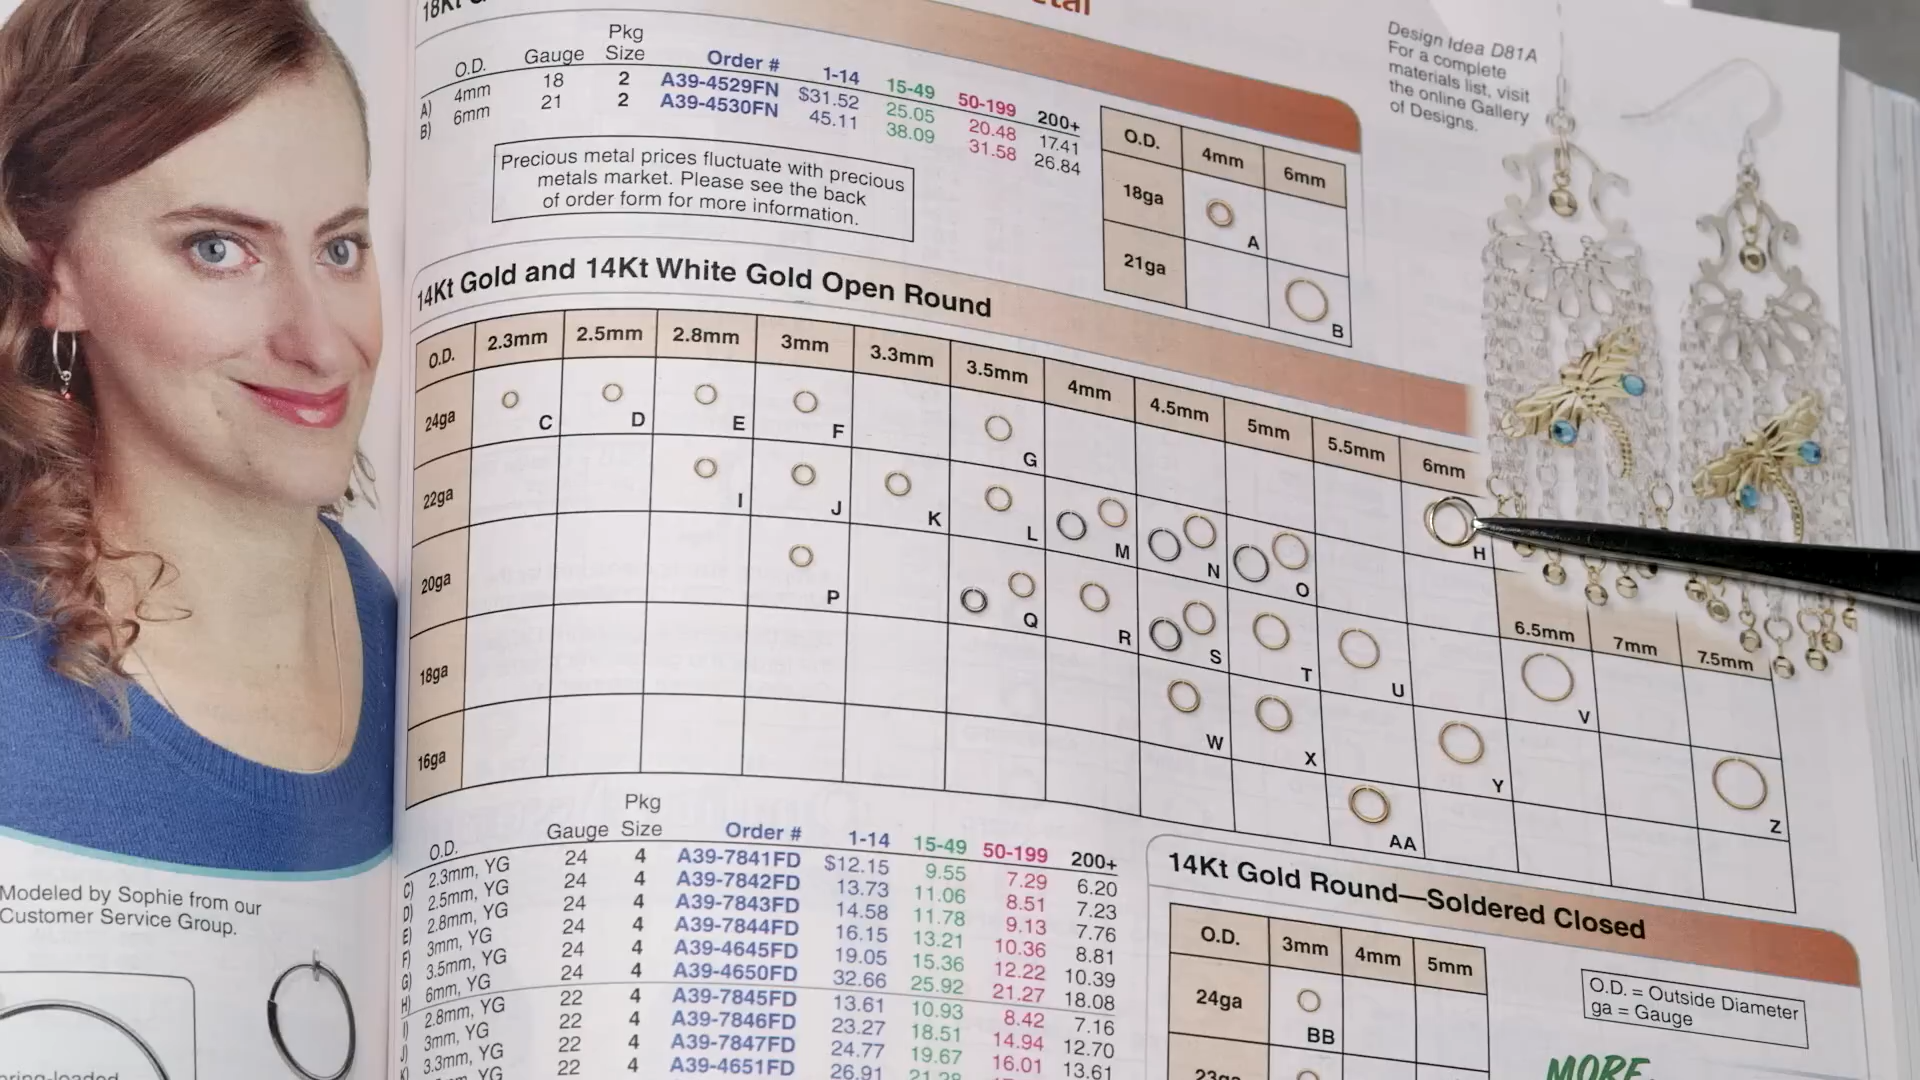 A) 4mm 18 2 A39-4529FN $31.52 25.05 20.48 17.41
B) 6mm 21 2 A39-4530FN 45.11 38.09 31.58 26.84
O.D. Gauge Pkg Size Order # 1-14 15-49 50-199 200+
Precious metal prices fluctuate with precious
metals market. Please see the back
of order form for more information.
O.D. 4mm 6mm
18ga A
21ga B
Design Idea D81A
For a complete
materials list, visit
the online Gallery
of Designs.
14Kt Gold and 14Kt White Gold Open Round
O.D. 2.3mm 2.5mm 2.8mm 3mm 3.3mm 3.5mm 4mm 4.5mm 5mm 5.5mm 6mm
6.5mm 7mm 7.5mm
24ga C D E F G H
22ga I J K L M N O
20ga P Q R S T U V
18ga W X Y Z
16ga AA
O.D. Gauge Pkg Size Order # 1-14 15-49 50-199 200+
C) 2.3mm, YG 24 4 A39-7841FD $12.15 9.55 7.29 6.20
D) 2.5mm, YG 24 4 A39-7842FD 13.73 11.06 8.51 7.23
E) 2.8mm, YG 24 4 A39-7843FD 14.58 11.78 9.13 7.76
F) 3mm, YG 24 4 A39-7844FD 16.15 13.21 10.36 8.81
G) 3.5mm, YG 24 4 A39-4645FD 19.05 15.36 12.22 10.39
H) 6mm, YG 24 4 A39-4650FD 32.66 25.92 21.27 18.08
I) 2.8mm, YG 22 4 A39-7845FD 13.61 10.93 8.42 7.16
J) 3mm, YG 22 4 A39-7846FD 23.27 18.51 14.94 12.70
K) 3.3mm, YG 22 4 A39-7847FD 24.77 19.67 16.01 13.61
YG 22 4 A39-4651FD 26.91
14Kt Gold Round—Soldered Closed
O.D. 3mm 4mm 5mm
24ga BB
23ga
O.D. = Outside Diameter
ga = Gauge
MORE
Modeled by Sophie from our
Customer Service Group.